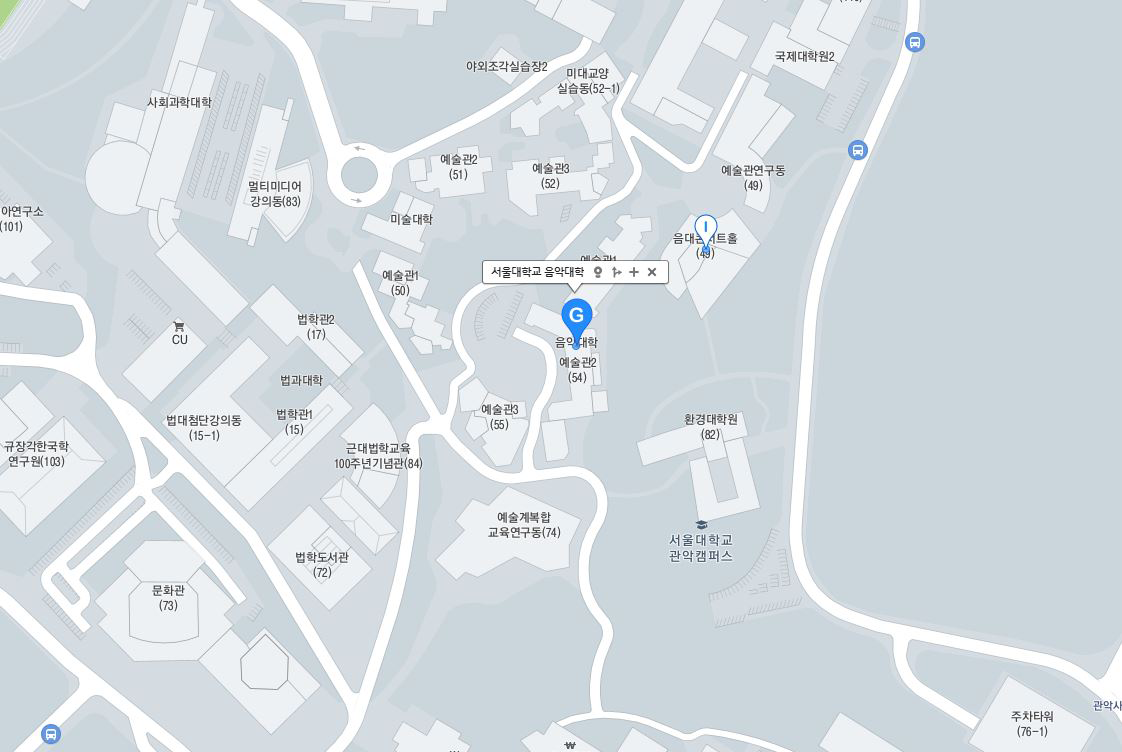 야외조각실습장2
미대교양
실습동(52-1)
국제대학원2
사회과학대학
예술관2
(51)
예술관3
(52)
예술관연구동
(49)
멀티미디어
강의동(83)
아연구소
(101)
미술대학
I
(49)
예술관1
(50)
서울대학교 음악대학
G
음악대학
예술관2
(54)
법학관2
(17)
CU
법과대학
법학관1
(15)
법대첨단강의동
(15-1)
예술관3
(55)
환경대학원
(82)
규장각한국학
연구원(103)
근대법학교육
100주년기념관(84)
예술계복합
교육연구동(74)
서울대학교
관악캠퍼스
법학도서관
(72)
문화관
(73)
관악사
주차타워
(76-1)
₩